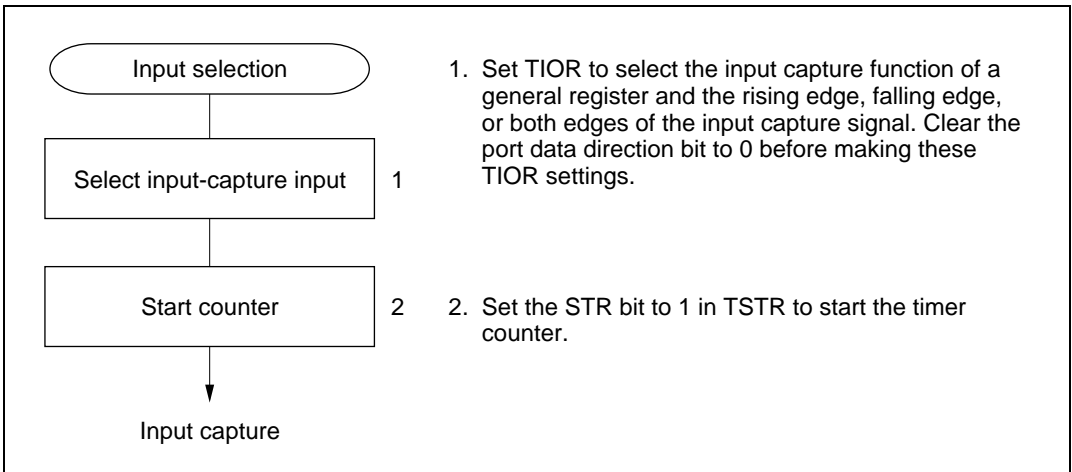 Input selection
Select input-capture input 1
Start counter 2
Input capture
1. Set TIOR to select the input capture function of a
general register and the rising edge, falling edge,
or both edges of the input capture signal. Clear the
port data direction bit to 0 before making these
TIOR settings.
2. Set the STR bit to 1 in TSTR to start the timer
counter.